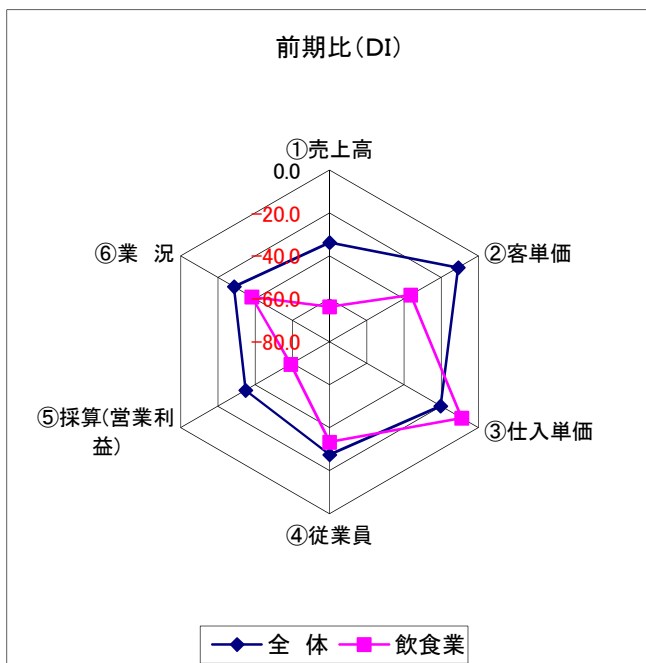 前期比(DI)
①売上高
0.0
-20.0
-40.0
-60.0
-80.0
②客単価
③仕入単価
④従業員
⑤採算(営業利
益)
⑥業　況
全　体
飲食業